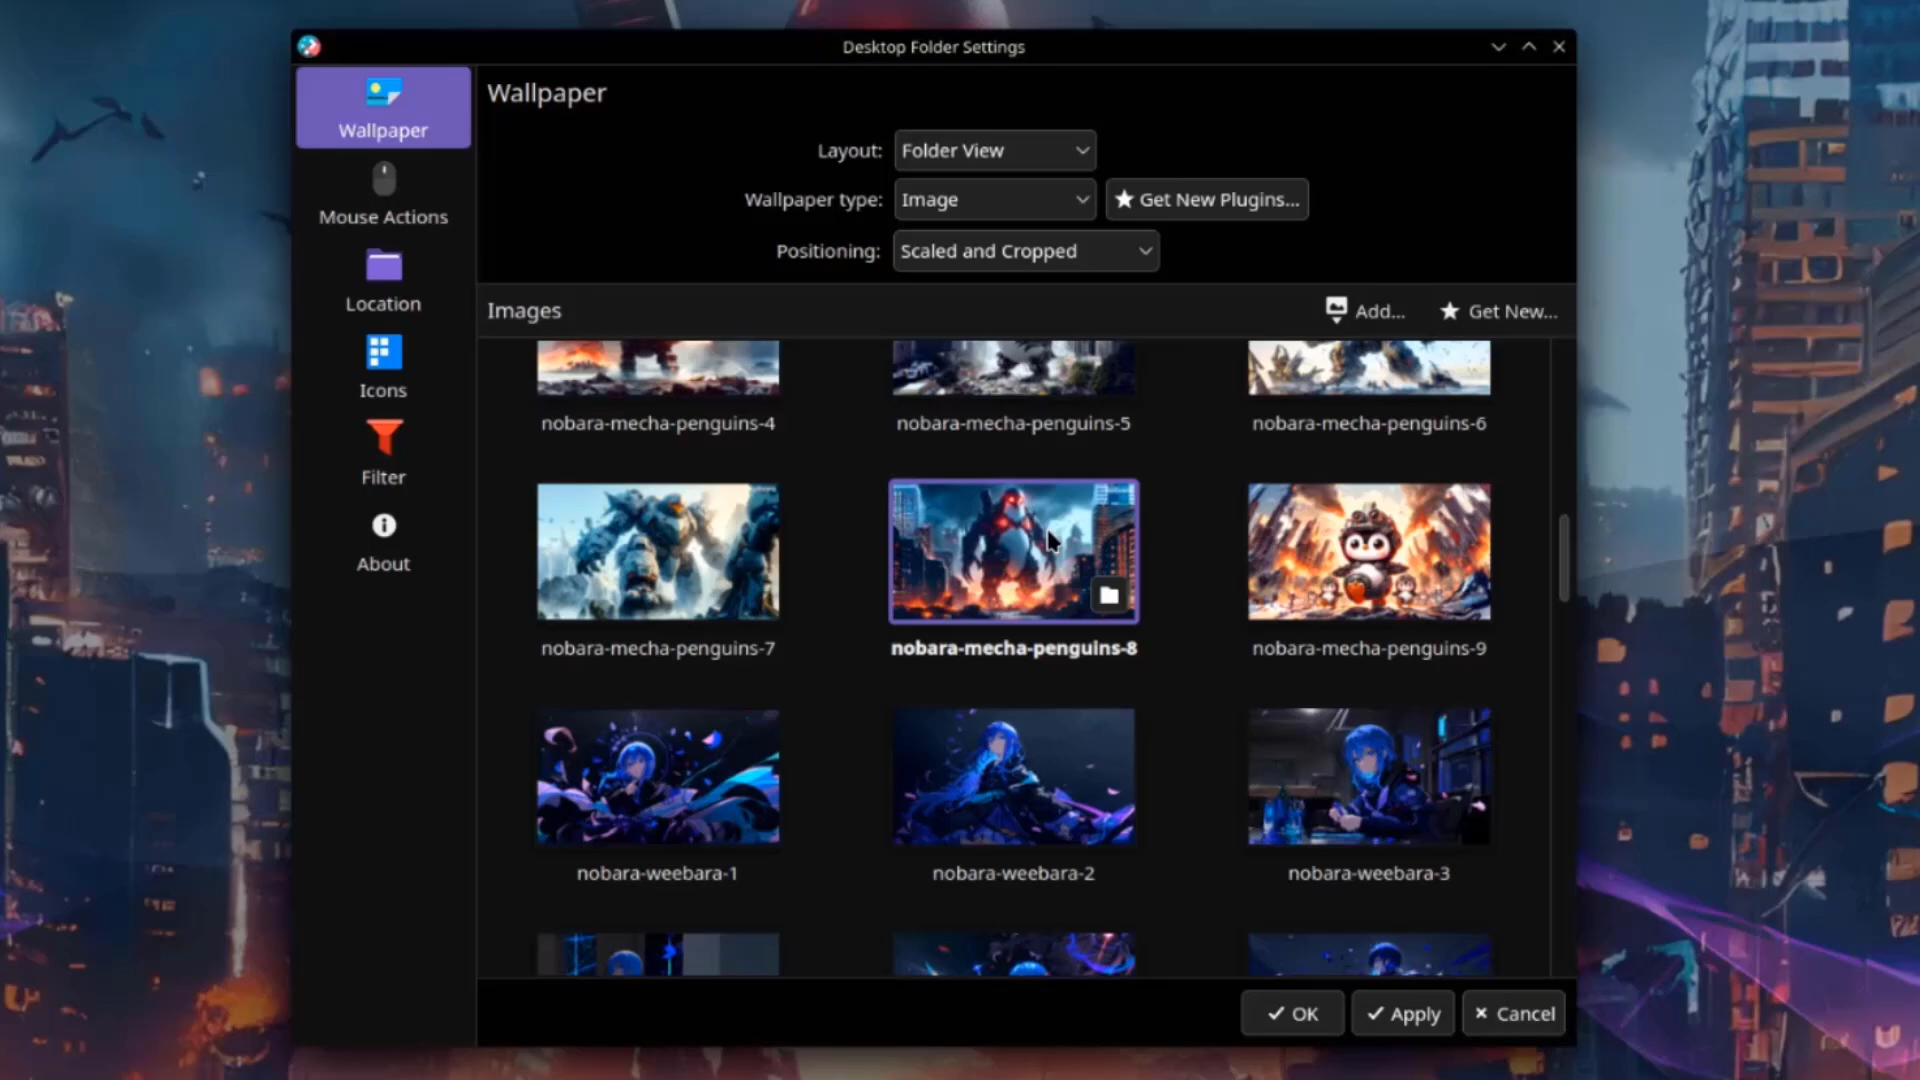 Desktop Folder Settings
Wallpaper
Mouse Actions
Location
Icons
Filter
About
Wallpaper
Layout: Folder View
Wallpaper type: Image Get New Plugins...
Positioning: Scaled and Cropped
Images Add... Get New...
nobara-mecha-penguins-4 nobara-mecha-penguins-5 nobara-mecha-penguins-6
nobara-mecha-penguins-7 nobara-mecha-penguins-8 nobara-mecha-penguins-9
nobara-weebara-1 nobara-weebara-2 nobara-weebara-3
OK Apply Cancel